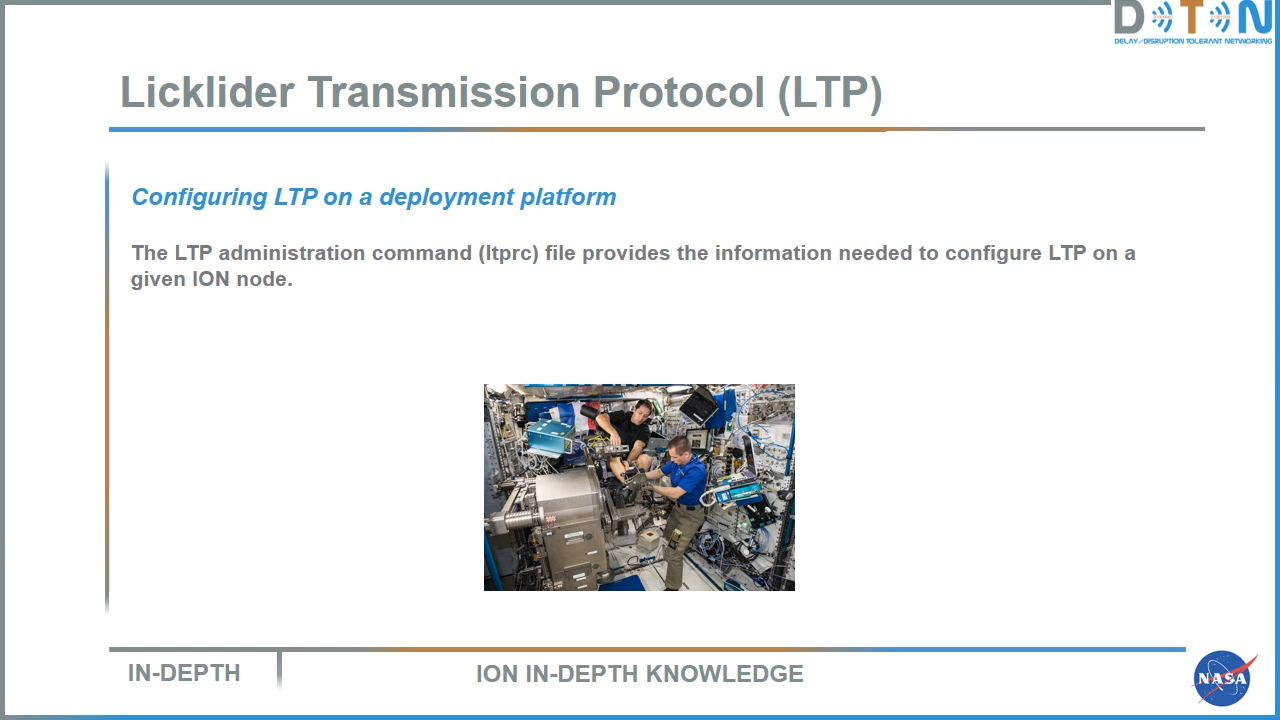 DTN
DELAY/DISRUPTION TOLERANT NETWORKING
Licklider Transmission Protocol (LTP)
Configuring LTP on a deployment platform
The LTP administration command (ltprc) file provides the information needed to configure LTP on a
given ION node.
IN-DEPTH
ION IN-DEPTH KNOWLEDGE
NASA